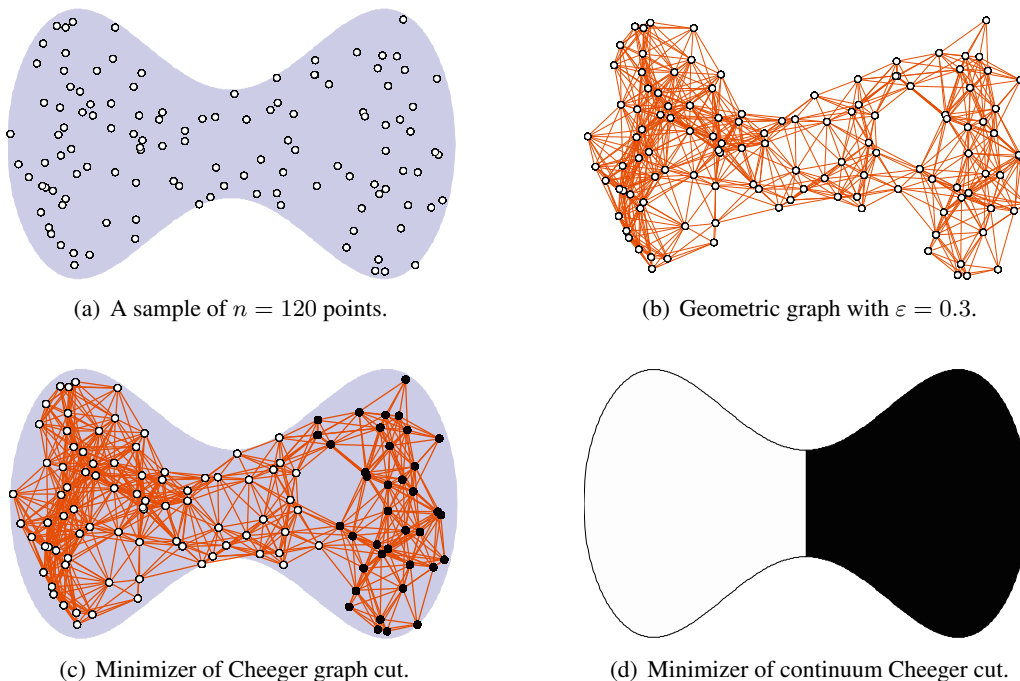 (a) A sample of n = 120 points.
(b) Geometric graph with ε = 0.3.
(c) Minimizer of Cheeger graph cut.
(d) Minimizer of continuum Cheeger cut.